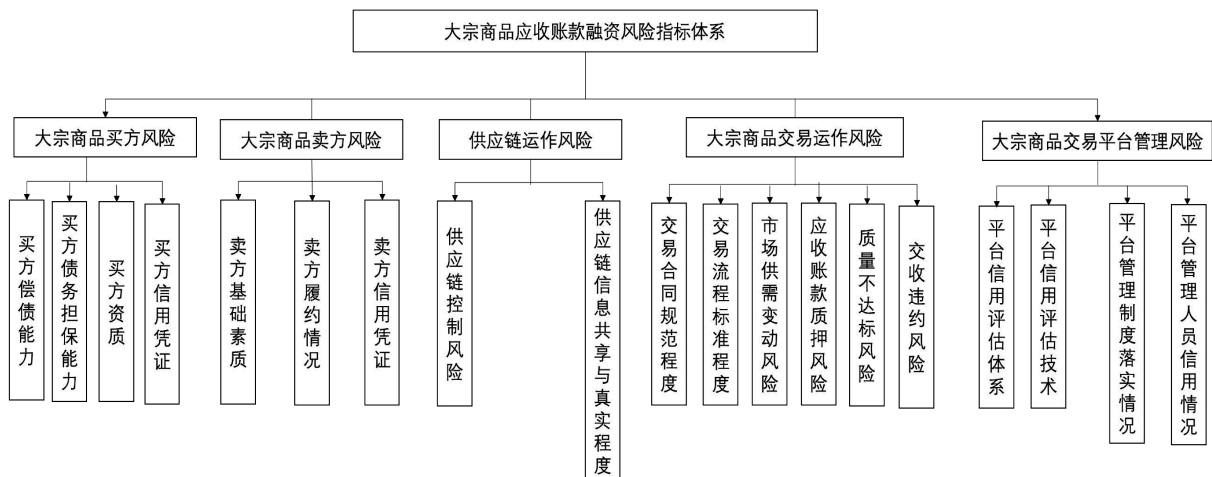 大宗商品应收账款融资风险指标体系
大宗商品买方风险
大宗商品卖方风险
供应链运作风险
大宗商品交易运作风险
大宗商品交易平台管理风险
买方偿债能力
买方债务担保能力
买方资质
买方信用凭证
卖方基础素质
卖方履约情况
卖方信用凭证
供应链控制风险
供应链信息共享与真实程度
交易合同规范程度
交易流程标准程度
市场供需变动风险
应收账款质押风险
质量不达标风险
交收违约风险
平台信用评估体系
平台信用评估技术
平台管理制度落实情况
平台管理人员信用情况